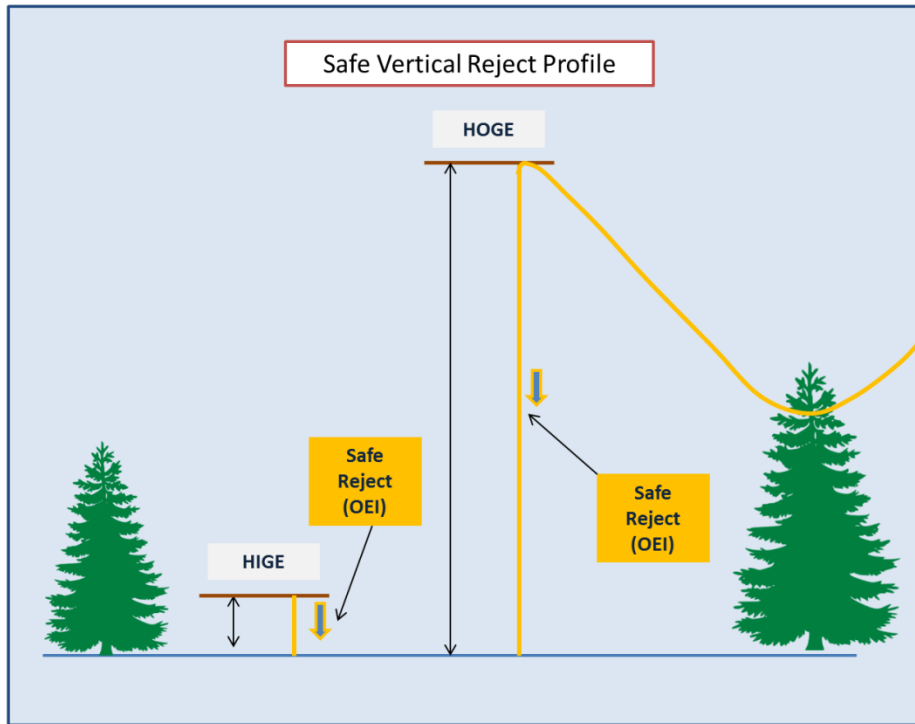 Safe Vertical Reject Profile
HOGE
Safe
Reject
(OEI)
Safe
Reject
(OEI)
HIGE